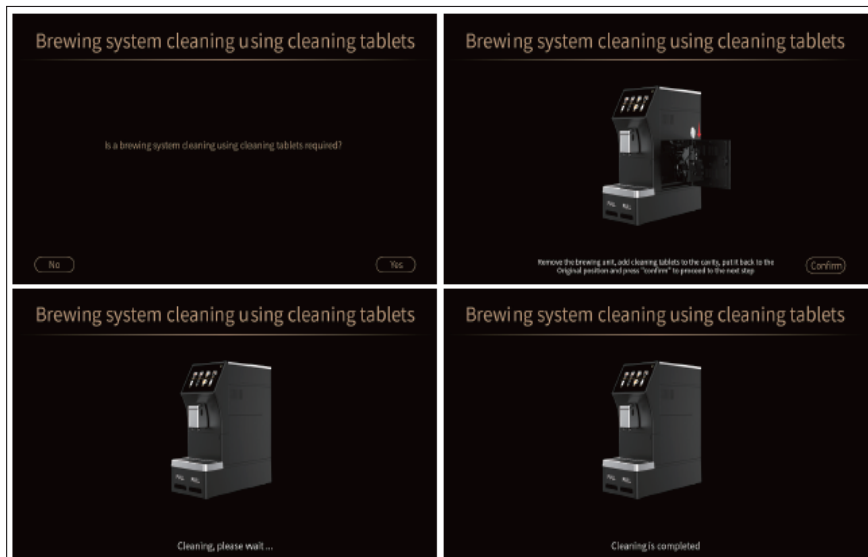 Brewing system cleaning using cleaning tablets
Is a brewing system cleaning using cleaning tablets required?
No
Yes
Brewing system cleaning using cleaning tablets
Remove the brewing unit, add cleaning tablets to the cavity, put it back to the
Original position and press "confirm" to proceed to the next step
Confirm
Brewing system cleaning using cleaning tablets
Cleaning, please wait ...
Brewing system cleaning using cleaning tablets
Cleaning is completed